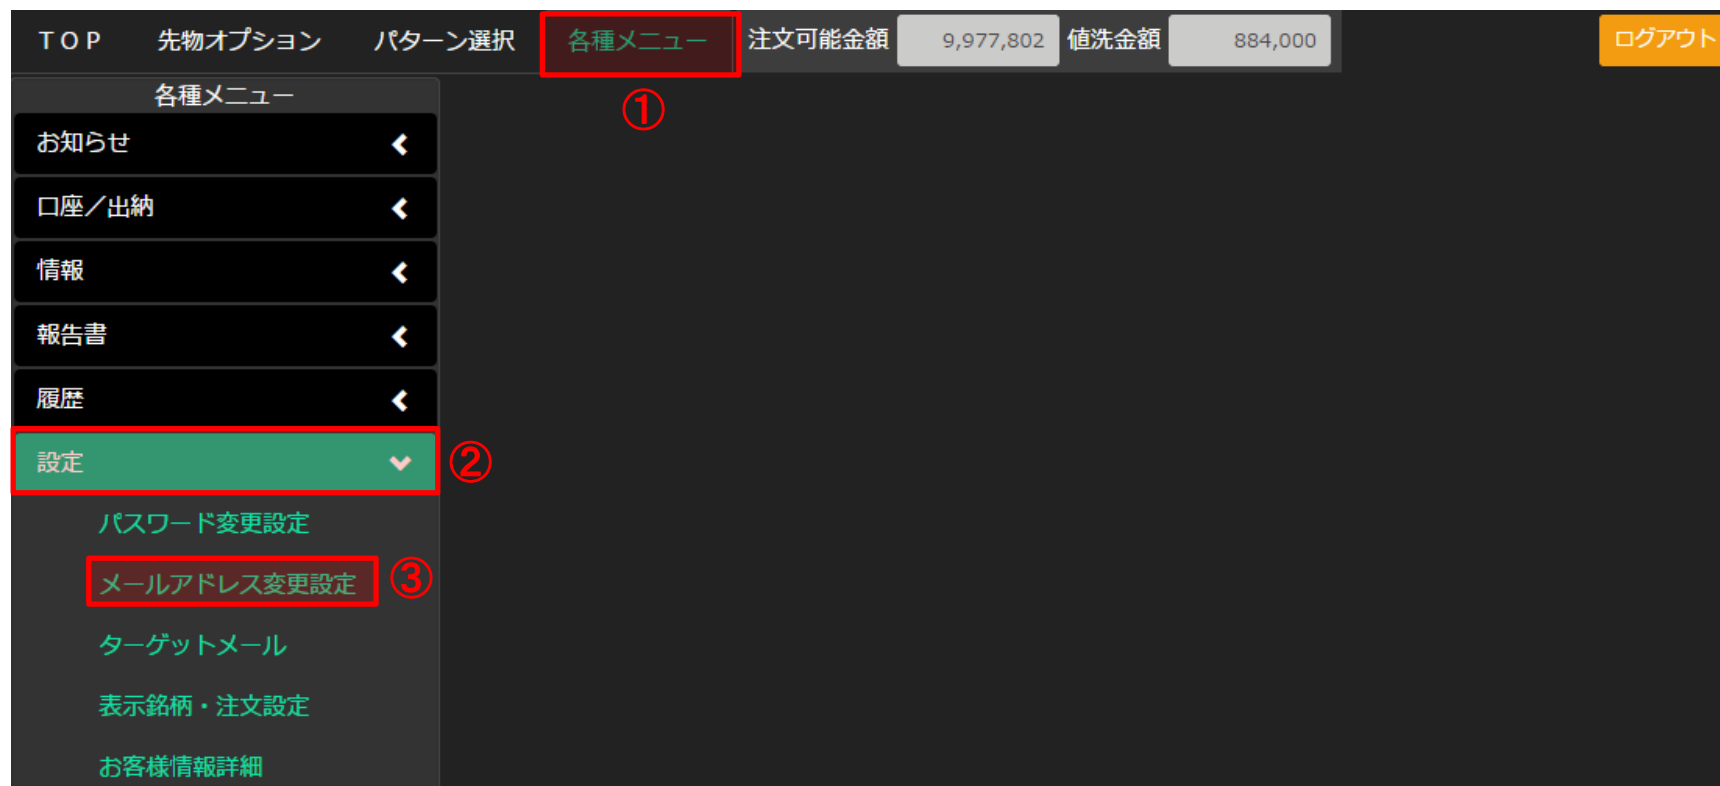 ＴＯＰ 先物オプション パターン選択 各種メニュー 注文可能金額 9,977,802 値洗金額 884,000 ログアウト
①
各種メニュー
お知らせ
口座／出納
情報
報告書
履歴
設定 ②
パスワード変更設定
メールアドレス変更設定 ③
ターゲットメール
表示銘柄・注文設定
お客様情報詳細